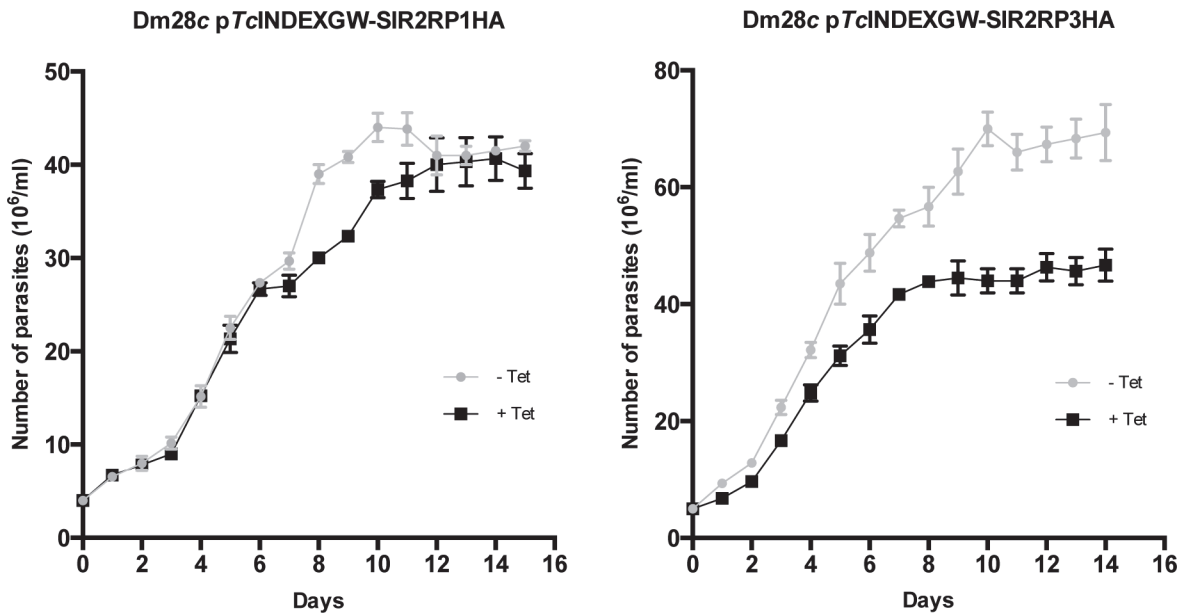 Dm28c pTcINDEXGW-SIR2RP1HA
Number of parasites (10⁶/ml)
50
40
30
20
10
0
0 2 4 6 8 10 12 14 16
Days
- Tet
+ Tet
Dm28c pTcINDEXGW-SIR2RP3HA
Number of parasites (10⁶/ml)
80
60
40
20
0
0 2 4 6 8 10 12 14 16
Days
- Tet
+ Tet